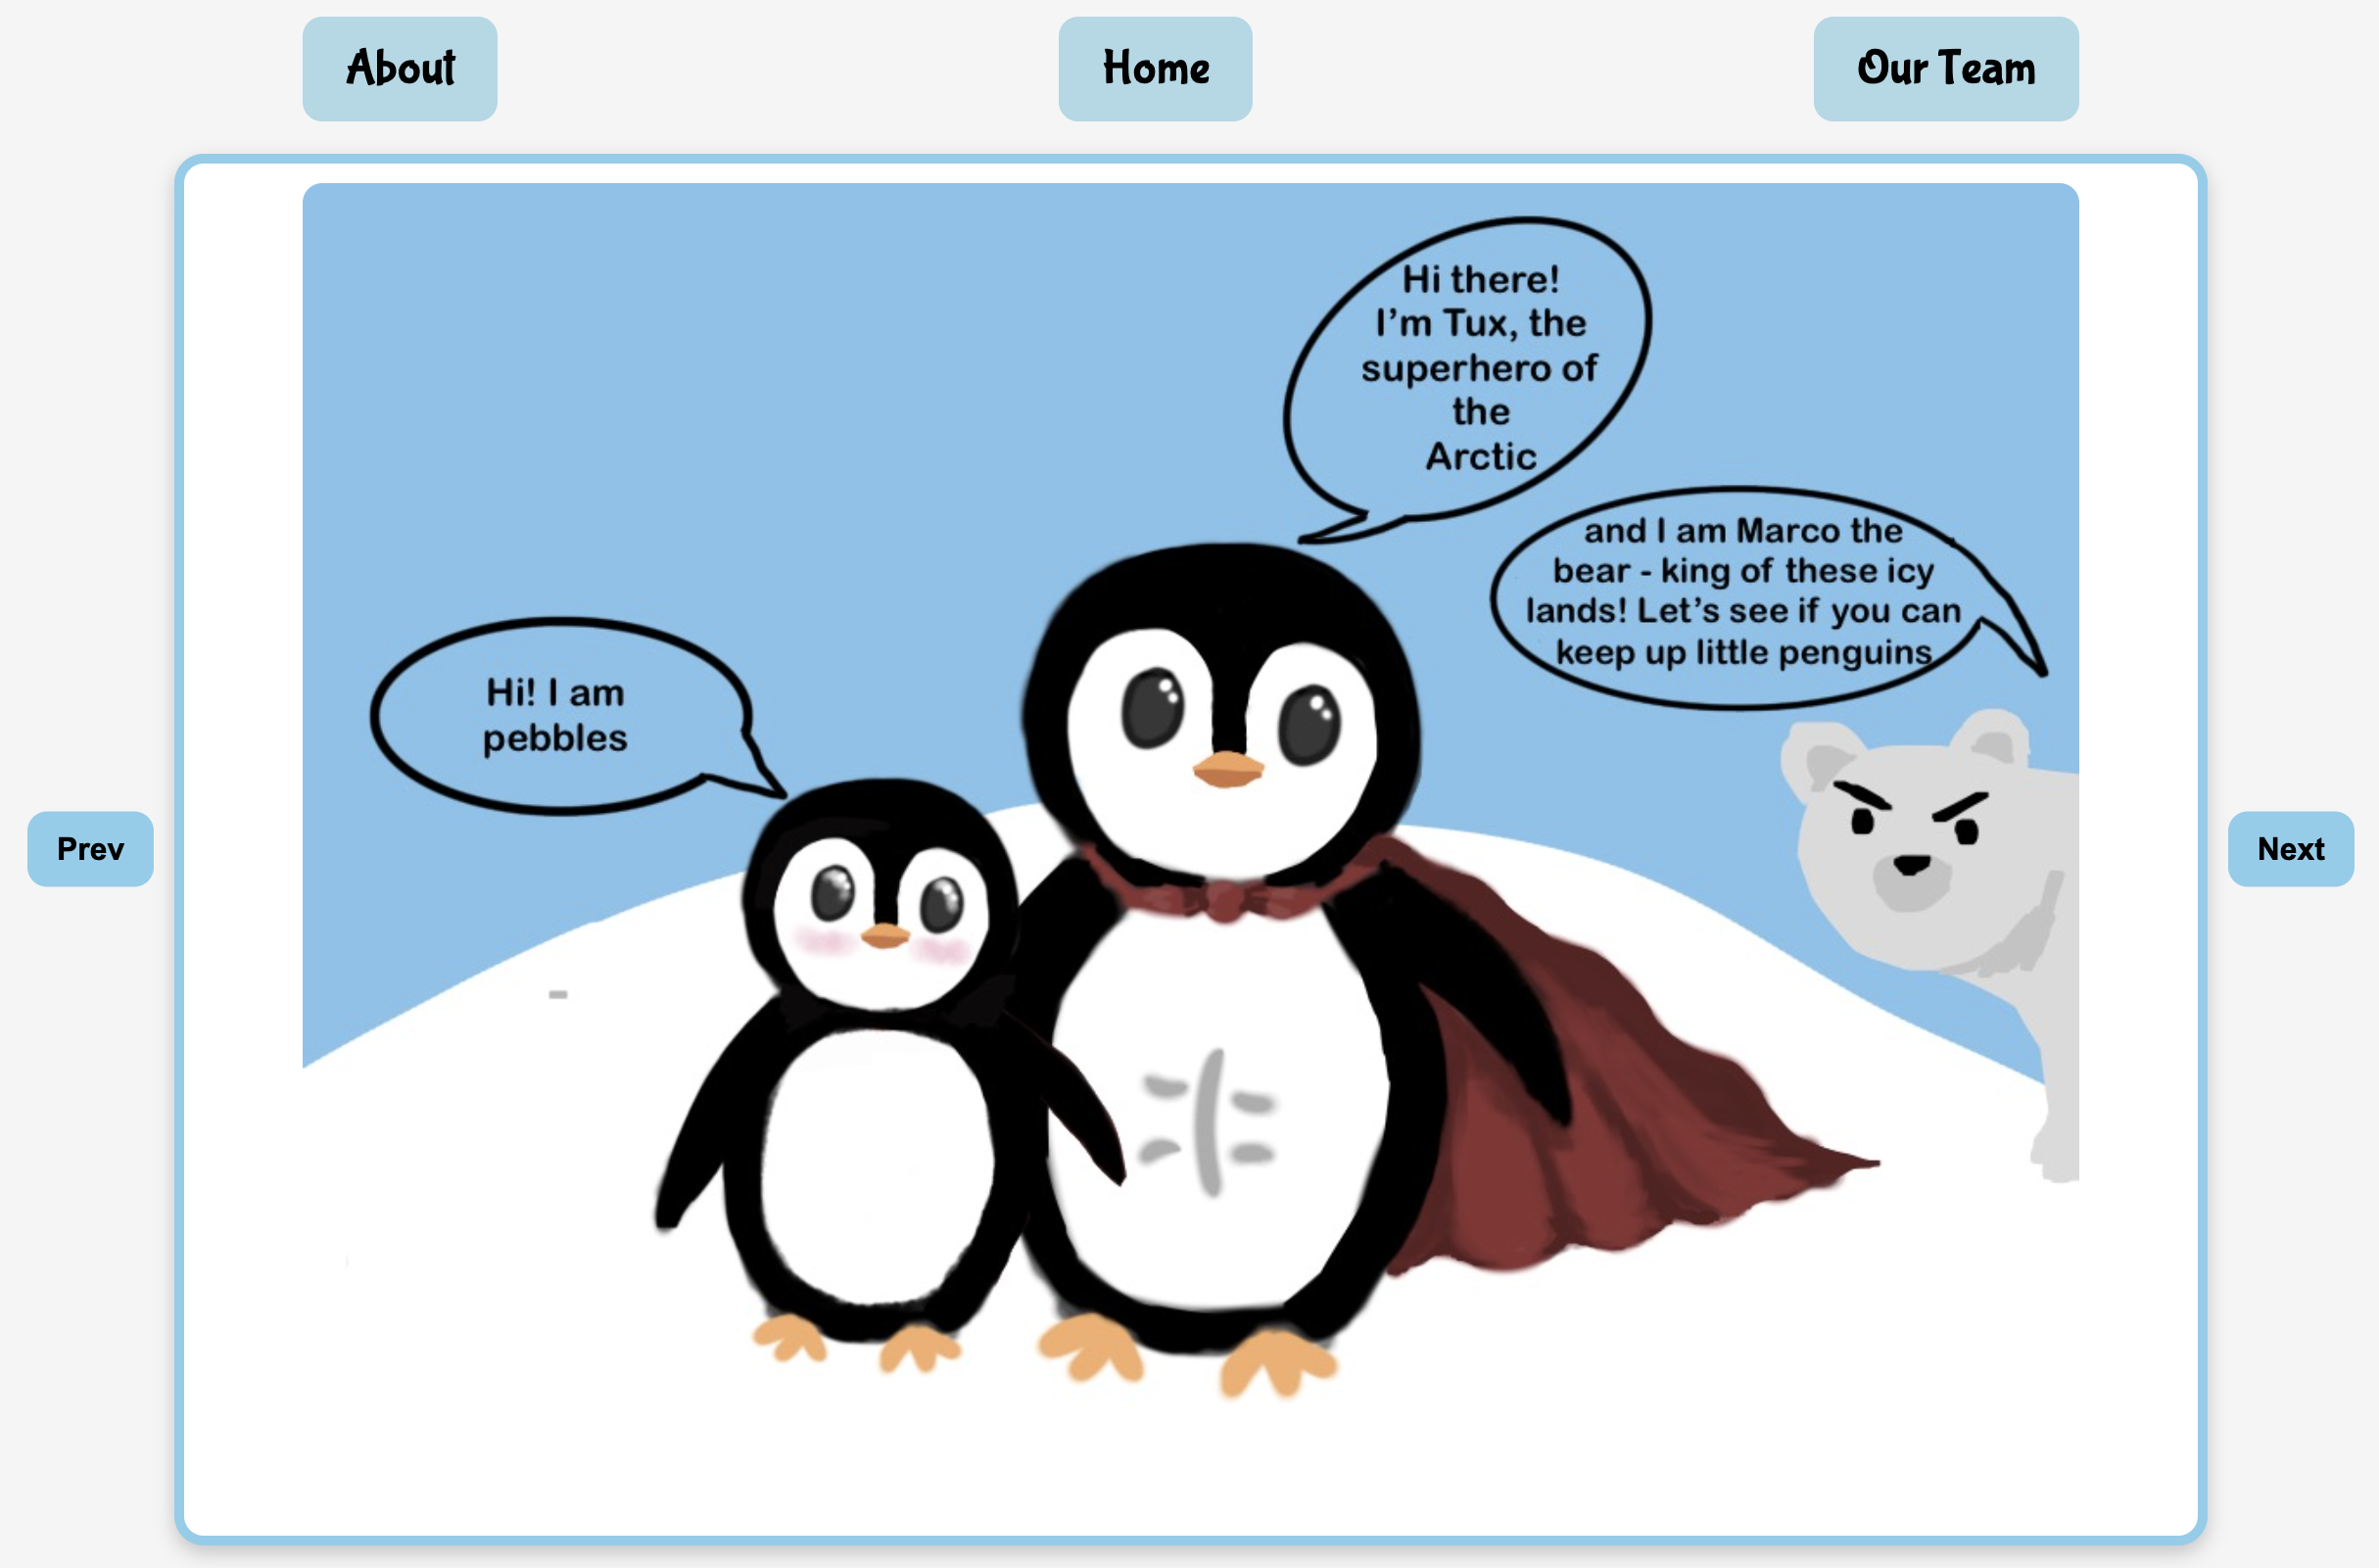 About
Home
Our Team
Hi there!
I’m Tux, the
superhero of
the
Arctic
and I am Marco the
bear - king of these icy
lands! Let’s see if you can
keep up little penguins
Hi! I am
pebbles
Prev
Next